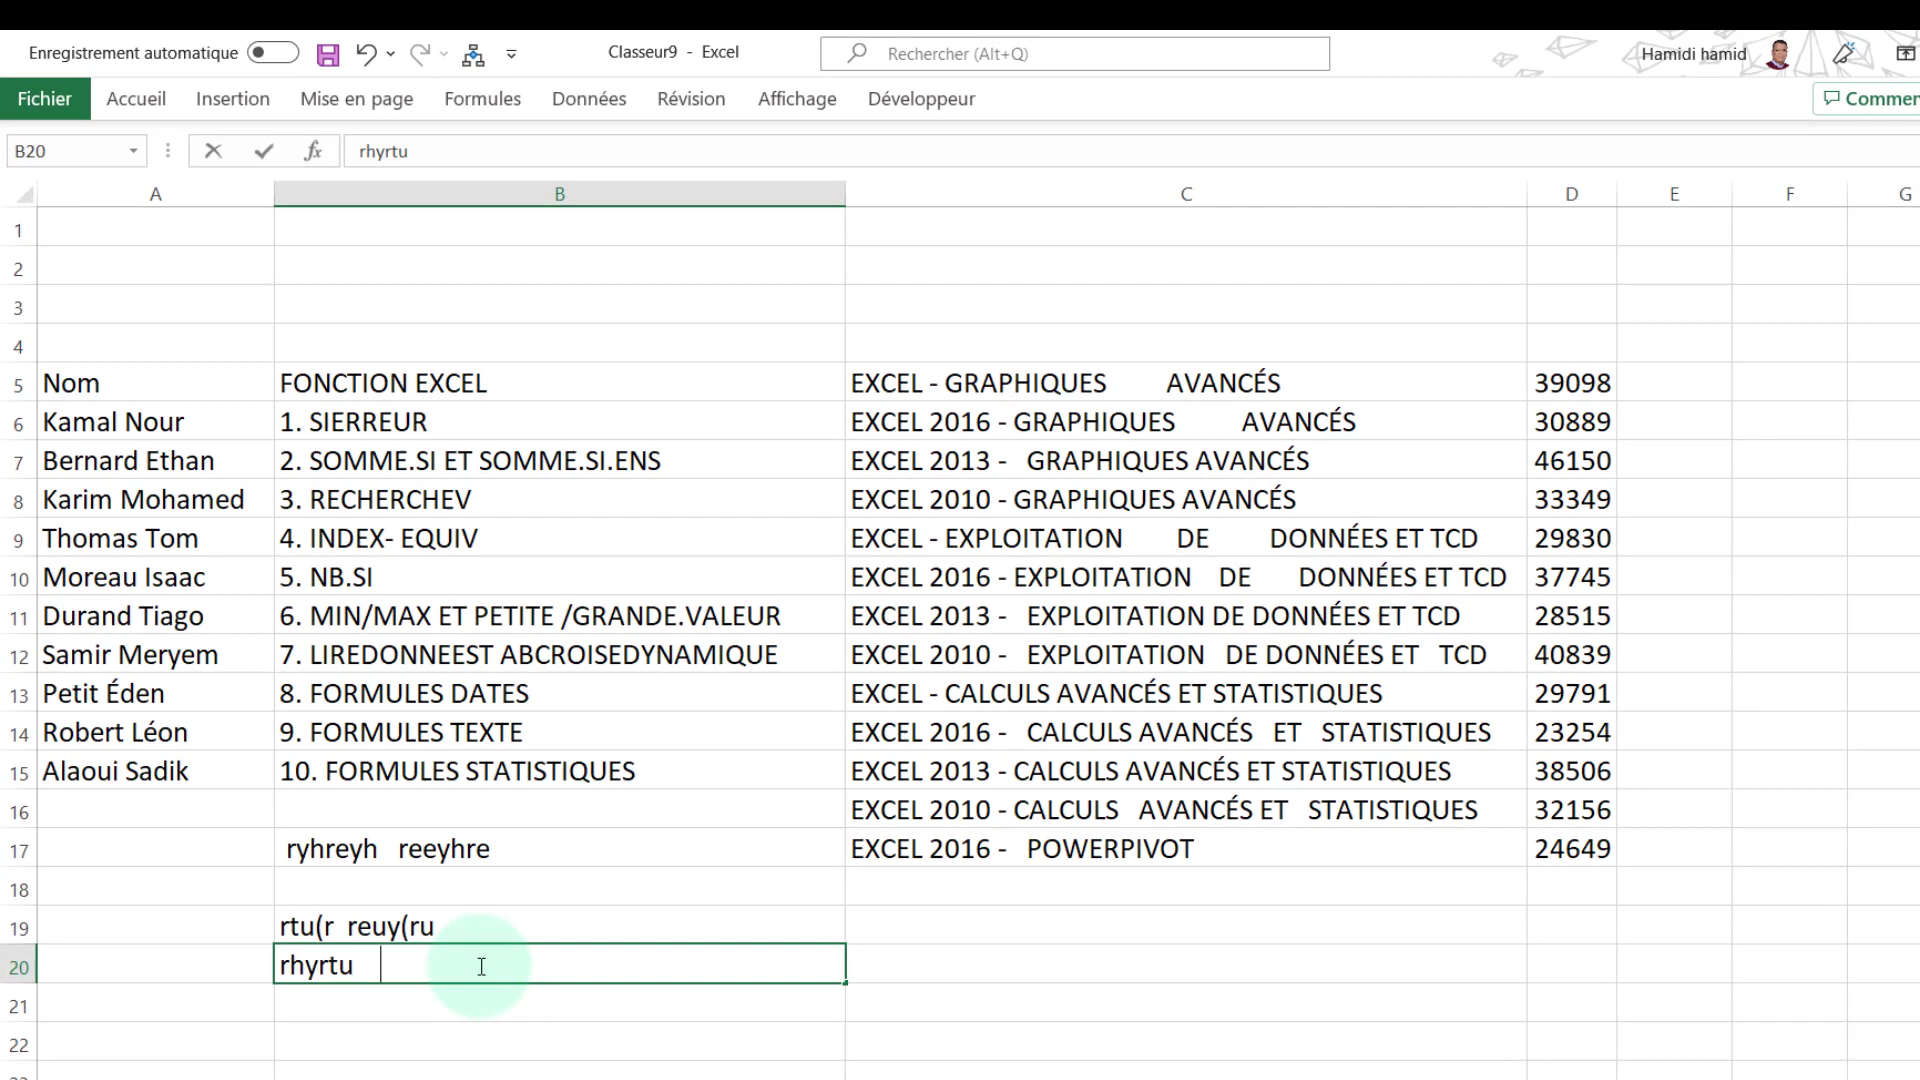 Enregistrement automatique Classeur9 - Excel Rechercher (Alt+Q) Hamidi hamid
Fichier Accueil Insertion Mise en page Formules Données Révision Affichage Développeur Commen
B20 fx rhyrtu
A B C D E F G
1
2
3
4
5 Nom FONCTION EXCEL EXCEL - GRAPHIQUES AVANCÉS 39098
6 Kamal Nour 1. SIERREUR EXCEL 2016 - GRAPHIQUES AVANCÉS 30889
7 Bernard Ethan 2. SOMME.SI ET SOMME.SI.ENS EXCEL 2013 - GRAPHIQUES AVANCÉS 46150
8 Karim Mohamed 3. RECHERCHEV EXCEL 2010 - GRAPHIQUES AVANCÉS 33349
9 Thomas Tom 4. INDEX- EQUIV EXCEL - EXPLOITATION DE DONNÉES ET TCD 29830
10 Moreau Isaac 5. NB.SI EXCEL 2016 - EXPLOITATION DE DONNÉES ET TCD 37745
11 Durand Tiago 6. MIN/MAX ET PETITE /GRANDE.VALEUR EXCEL 2013 - EXPLOITATION DE DONNÉES ET TCD 28515
12 Samir Meryem 7. LIREDONNEEST ABCROISEDYNAMIQUE EXCEL 2010 - EXPLOITATION DE DONNÉES ET TCD 40839
13 Petit Éden 8. FORMULES DATES EXCEL - CALCULS AVANCÉS ET STATISTIQUES 29791
14 Robert Léon 9. FORMULES TEXTE EXCEL 2016 - CALCULS AVANCÉS ET STATISTIQUES 23254
15 Alaoui Sadik 10. FORMULES STATISTIQUES EXCEL 2013 - CALCULS AVANCÉS ET STATISTIQUES 38506
16 EXCEL 2010 - CALCULS AVANCÉS ET STATISTIQUES 32156
17 ryhreyh reeyhre EXCEL 2016 - POWERPIVOT 24649
18
19 rtu(r reuy(ru
20 rhyrtu
21
22